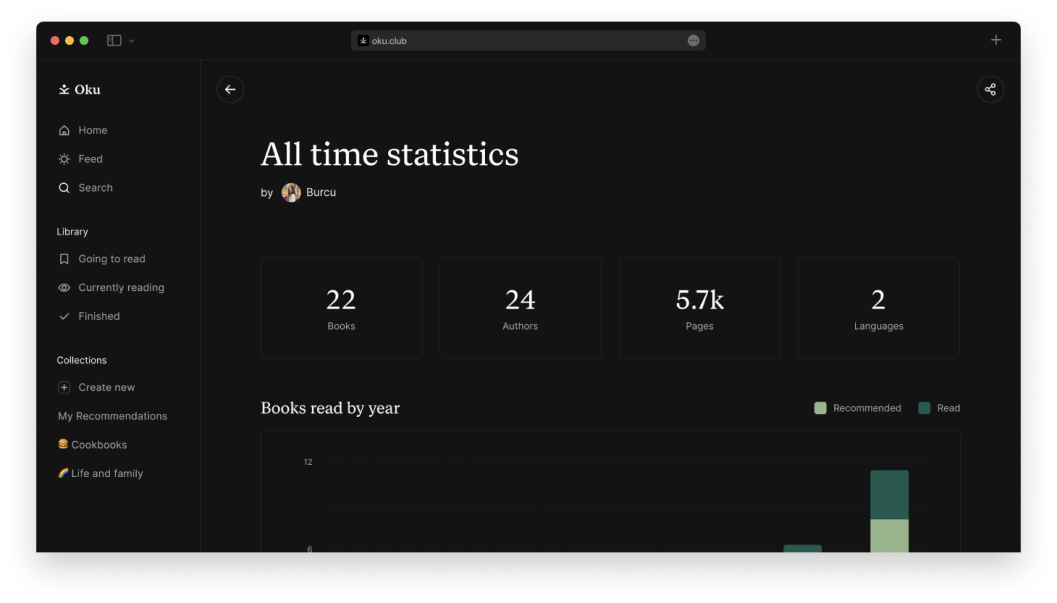 oku.club
Oku
Home
Feed
Search
Library
Going to read
Currently reading
Finished
Collections
Create new
My Recommendations
Cookbooks
Life and family
All time statistics
by Burcu
22
Books
24
Authors
5.7k
Pages
2
Languages
Books read by year
Recommended
Read
12
6